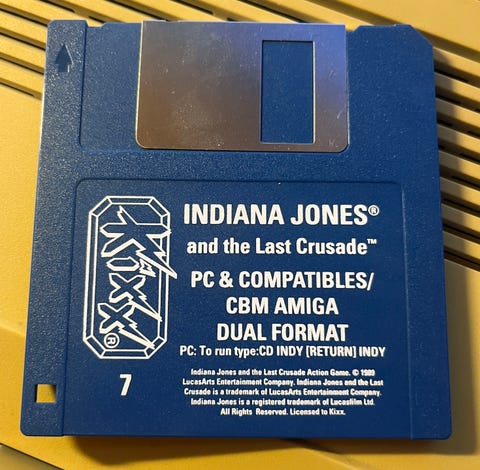 INDIANA JONES®
and the Last Crusade™
PC & COMPATIBLES/
CBM AMIGA
DUAL FORMAT
PC: To run type:CD INDY [RETURN] INDY
Kixx®
7
Indiana Jones and the Last Crusade Action Game. © 1989
LucasArts Entertainment Company. Indiana Jones and the Last
Crusade is a trademark of LucasArts Entertainment Company.
Indiana Jones is a registered trademark of Lucasfilm Ltd.
All Rights Reserved. Licensed to Kixx.